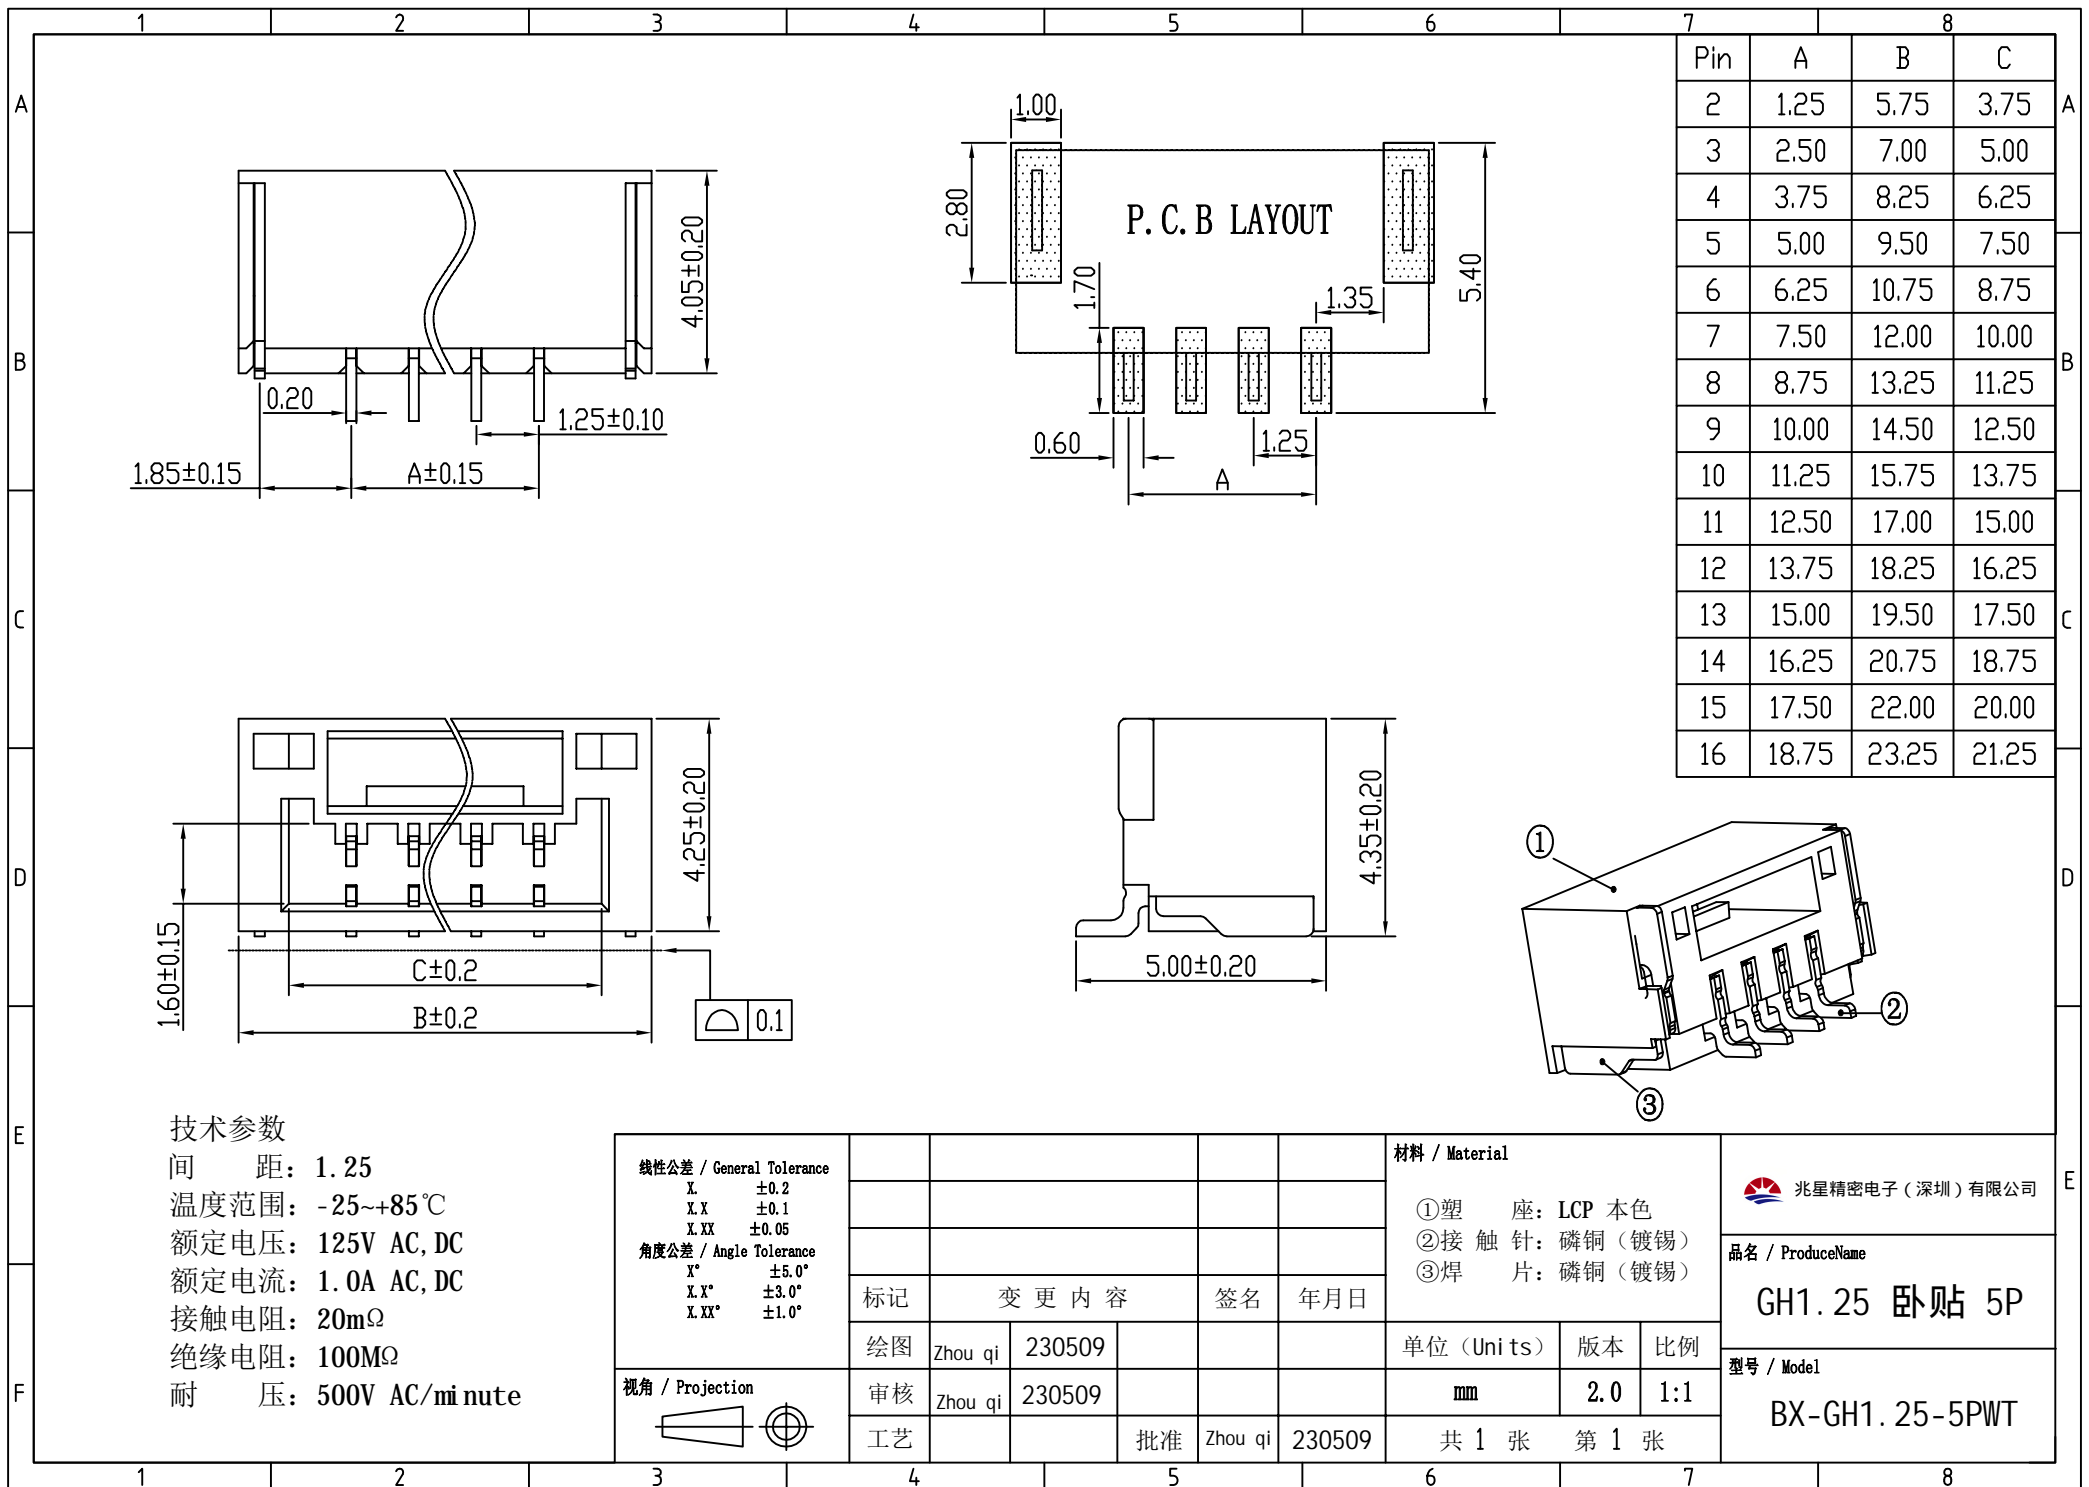 1 2 3 4 5 6 7 8
A
B
C
D
E
F
A
B
C
D
E
1 2 3 4 5 6 7 8
Pin A B C
2 1.25 5.75 3.75
3 2.50 7.00 5.00
4 3.75 8.25 6.25
5 5.00 9.50 7.50
6 6.25 10.75 8.75
7 7.50 12.00 10.00
8 8.75 13.25 11.25
9 10.00 14.50 12.50
10 11.25 15.75 13.75
11 12.50 17.00 15.00
12 13.75 18.25 16.25
13 15.00 19.50 17.50
14 16.25 20.75 18.75
15 17.50 22.00 20.00
16 18.75 23.25 21.25
4.05±0.20
0.20
1.25±0.10
1.85±0.15
A±0.15
1.00
2.80
P.C.B LAYOUT
1.70
1.35
5.40
0.60
1.25
A
4.25±0.20
1.60±0.15
C±0.2
B±0.2
0.1
4.35±0.20
5.00±0.20
①
②
③
技术参数
间 距: 1.25
温度范围: -25~+85℃
额定电压: 125V AC,DC
额定电流: 1.0A AC,DC
接触电阻: 20mΩ
绝缘电阻: 100MΩ
耐 压: 500V AC/minute
线性公差 / General Tolerance
X. ±0.2
X.X ±0.1
X.XX ±0.05
角度公差 / Angle Tolerance
X° ±5.0°
X.X° ±3.0°
X.XX° ±1.0°
视角 / Projection
标记 变更内容 签名 年月日
绘图 Zhou qi 230509
审核 Zhou qi 230509
工艺 批准 Zhou qi 230509
材料 / Material
①塑 座: LCP 本色
②接触针: 磷铜（镀锡）
③焊 片: 磷铜（镀锡）
单位（Units） 版本 比例
mm 2.0 1:1
共 1 张 第 1 张
兆星精密电子（深圳）有限公司
品名 / ProduceName
GH1.25 卧贴 5P
型号 / Model
BX-GH1.25-5PWT